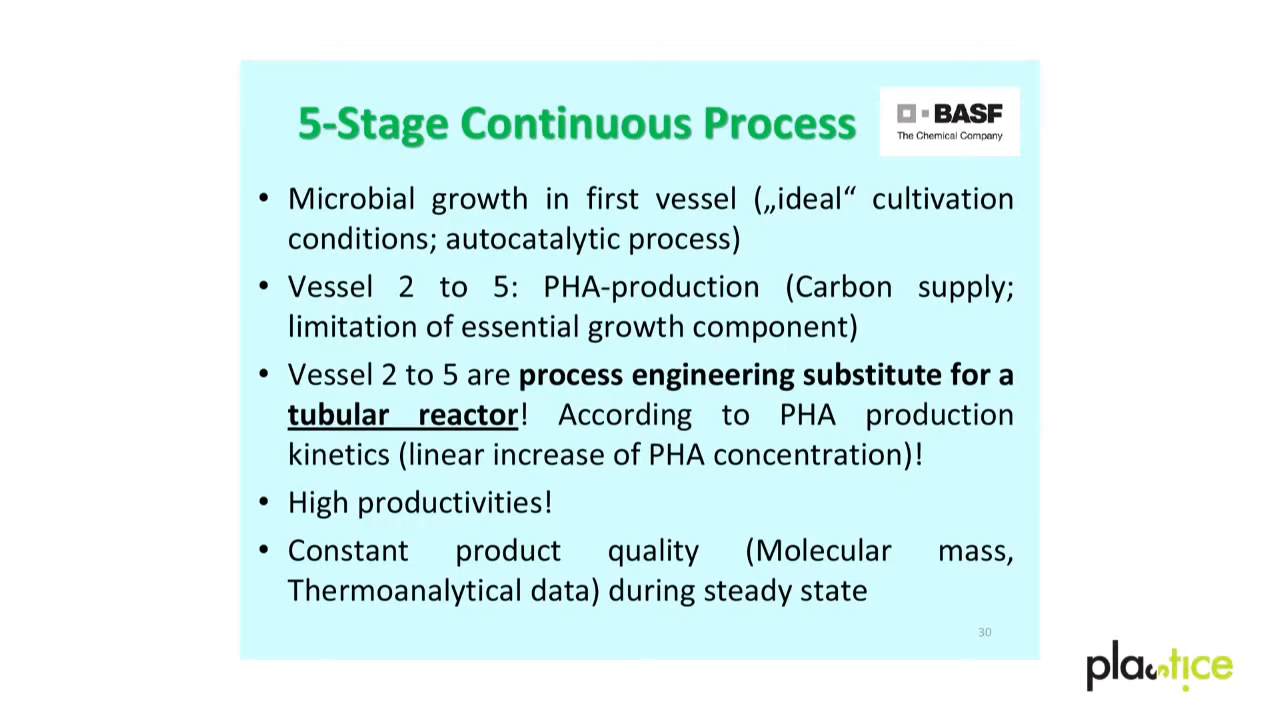 5-Stage Continuous Process
BASF
The Chemical Company
• Microbial growth in first vessel („ideal“ cultivation
conditions; autocatalytic process)
• Vessel 2 to 5: PHA-production (Carbon supply;
limitation of essential growth component)
• Vessel 2 to 5 are process engineering substitute for a
tubular reactor! According to PHA production
kinetics (linear increase of PHA concentration)!
• High productivities!
• Constant product quality (Molecular mass,
Thermoanalytical data) during steady state
30
plastice